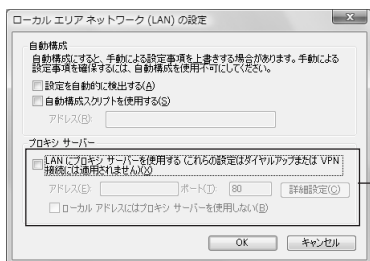 ローカル エリア ネットワーク (LAN) の設定
自動構成
自動構成にすると、手動による設定事項を上書きする場合があります。手動による
設定事項を確保するには、自動構成を使用不可にしてください。
設定を自動的に検出する(A)
自動構成スクリプトを使用する(S)
アドレス(R):
プロキシ サーバー
LAN にプロキシ サーバーを使用する (これらの設定はダイヤルアップまたは VPN
接続には適用されません)(X)
アドレス(E): ポート(T): 80 詳細設定(C)
ローカル アドレスにはプロキシ サーバーを使用しない(B)
OK キャンセル